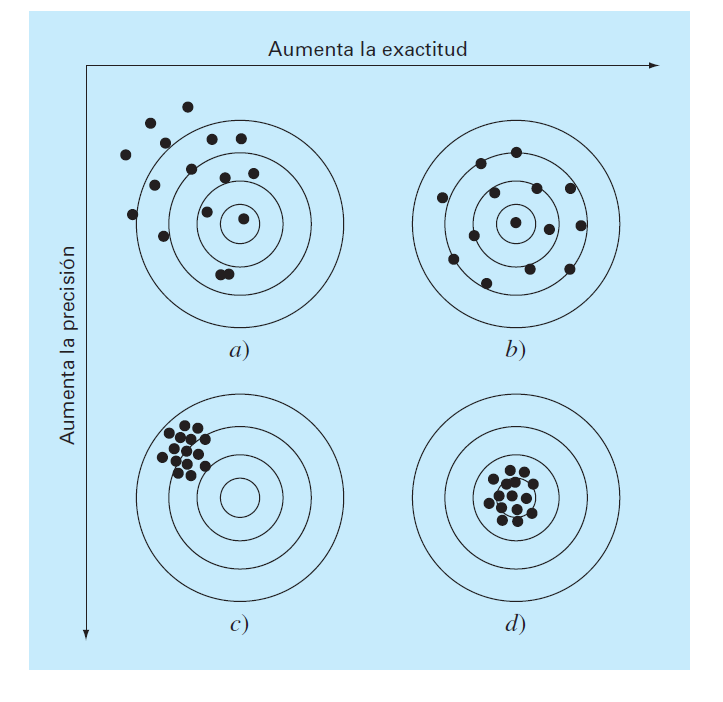 Aumenta la exactitud
Aumenta la precisión
a)
b)
c)
d)